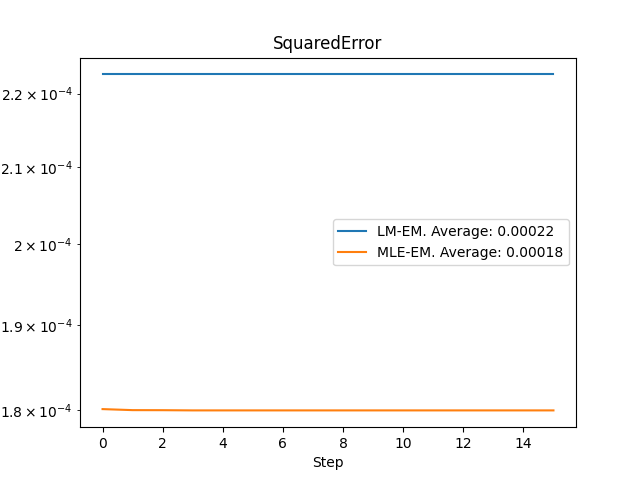 SquaredError
2.2 × 10⁻⁴
2.1 × 10⁻⁴
2 × 10⁻⁴
1.9 × 10⁻⁴
1.8 × 10⁻⁴
LM-EM. Average: 0.00022
MLE-EM. Average: 0.00018
0 2 4 6 8 10 12 14
Step